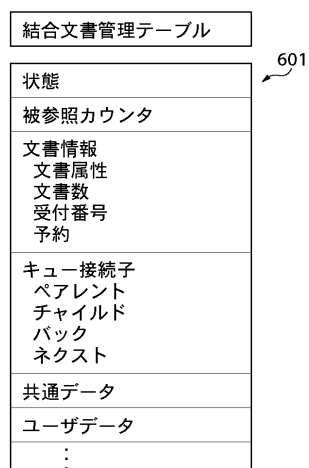 結合文書管理テーブル
601
状態
被参照カウンタ
文書情報
文書属性
文書数
受付番号
予約
キュー接続子
ペアレント
チャイルド
バック
ネクスト
共通データ
ユーザデータ
⋮